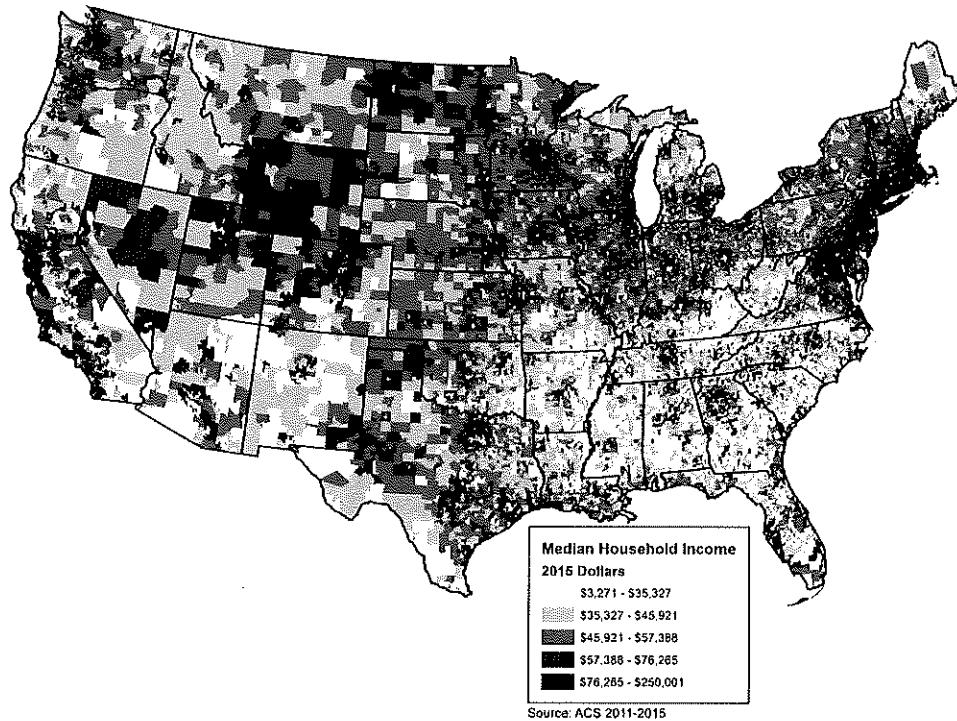 Median Household Income
2015 Dollars
$3,271 - $35,327
$35,327 - $45,921
$45,921 - $57,388
$57,388 - $76,265
$76,265 - $250,001
Source: ACS 2011-2015